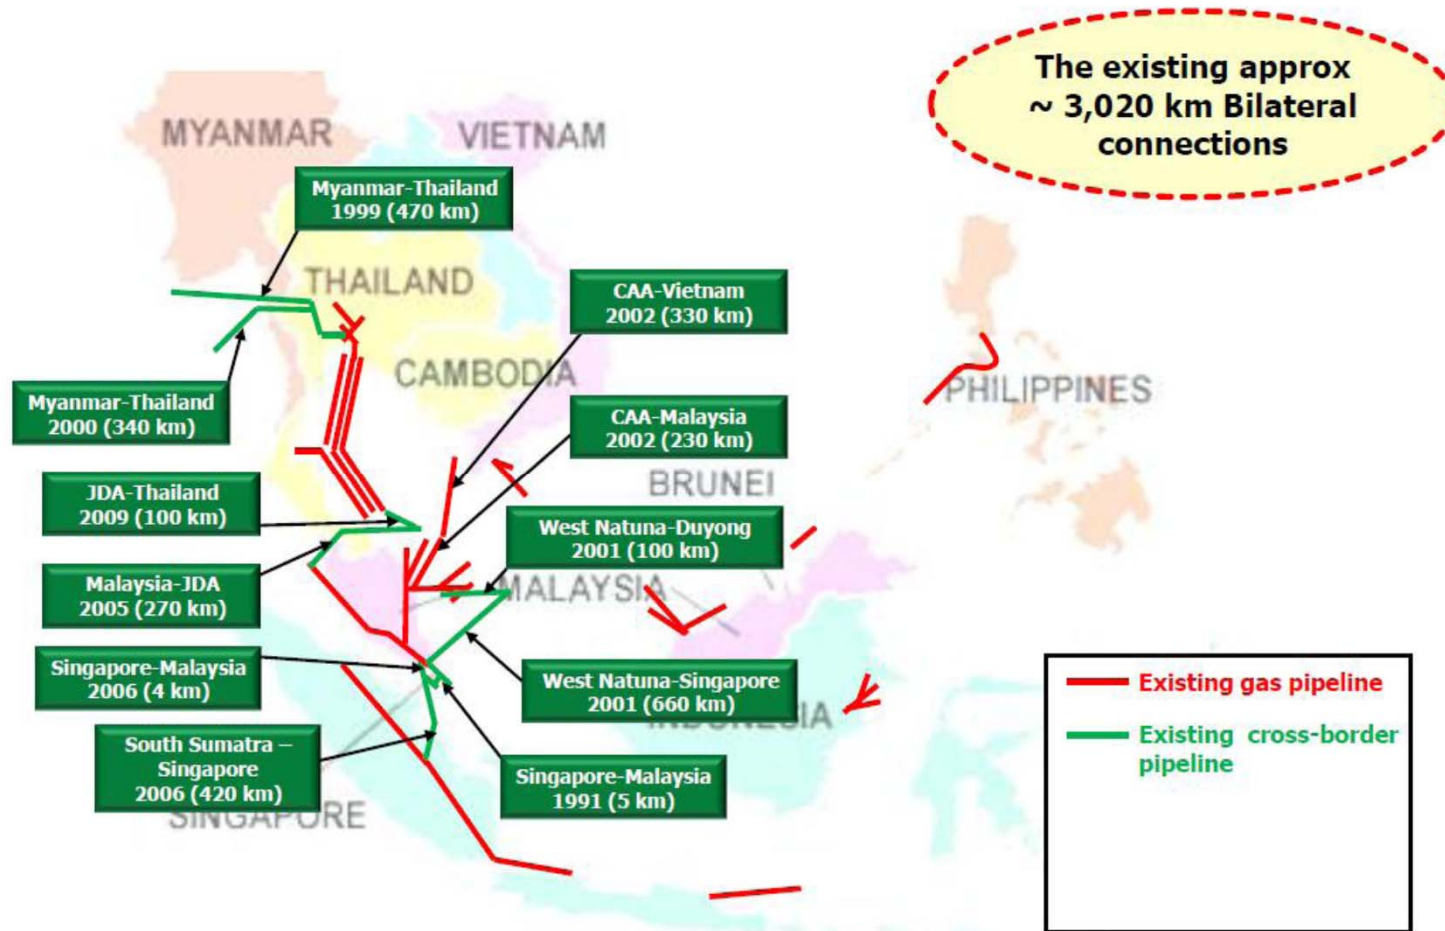 The existing approx
~ 3,020 km Bilateral
connections
MYANMAR
VIETNAM
Myanmar-Thailand
1999 (470 km)
THAILAND
CAA-Vietnam
2002 (330 km)
CAMBODIA
PHILIPPINES
Myanmar-Thailand
2000 (340 km)
CAA-Malaysia
2002 (230 km)
BRUNEI
JDA-Thailand
2009 (100 km)
West Natuna-Duyong
2001 (100 km)
MALAYSIA
Malaysia-JDA
2005 (270 km)
Singapore-Malaysia
2006 (4 km)
West Natuna-Singapore
2001 (660 km)
INDONESIA
South Sumatra –
Singapore
2006 (420 km)
Singapore-Malaysia
1991 (5 km)
SINGAPORE
Existing gas pipeline
Existing cross-border
pipeline